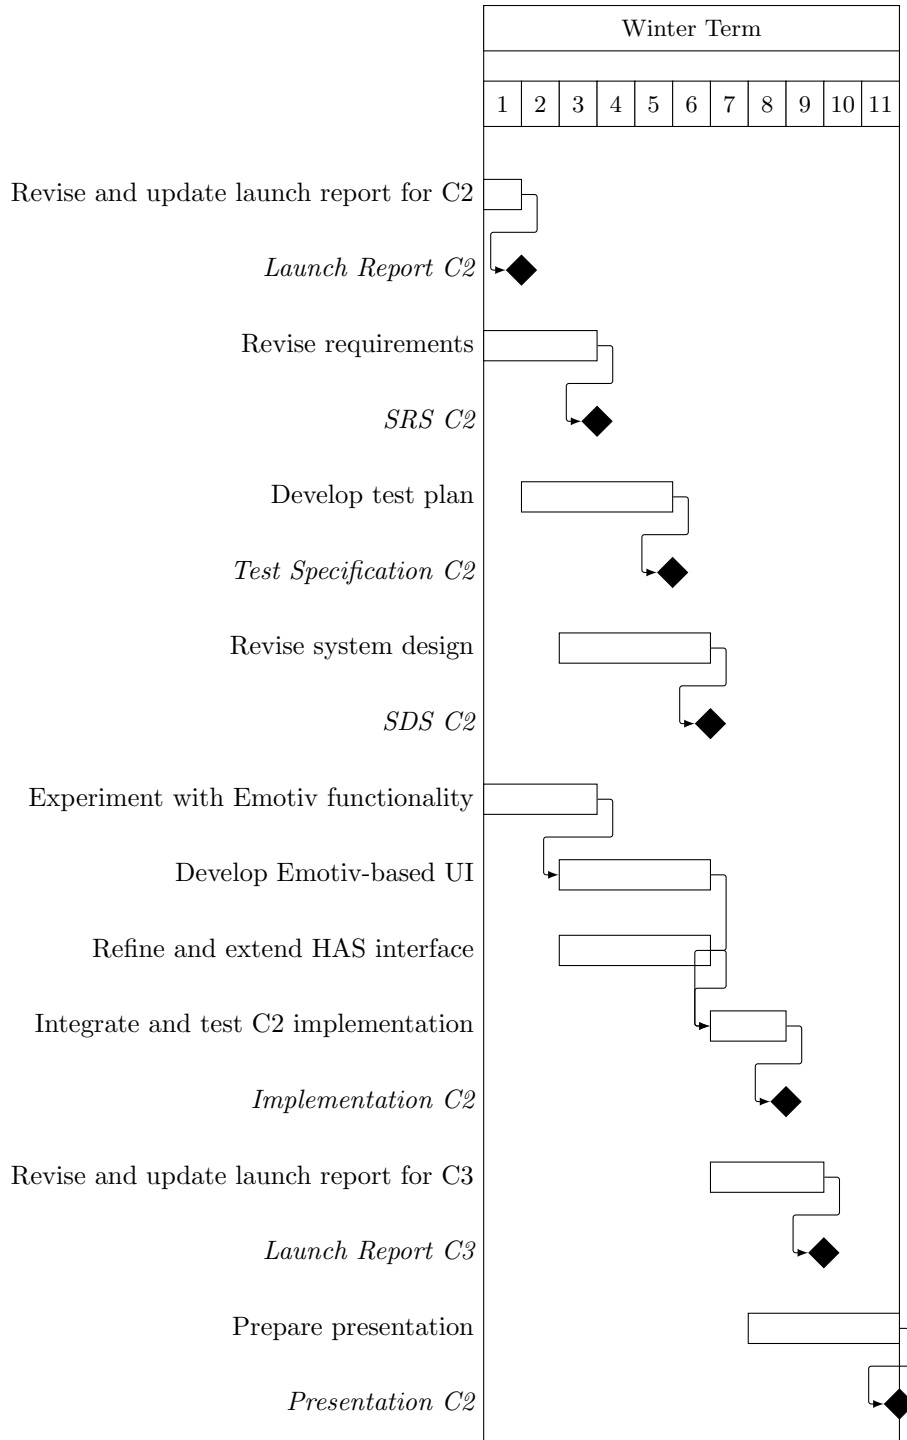 Winter Term
1 2 3 4 5 6 7 8 9 10 11
Revise and update launch report for C2
Launch Report C2
Revise requirements
SRS C2
Develop test plan
Test Specification C2
Revise system design
SDS C2
Experiment with Emotiv functionality
Develop Emotiv-based UI
Refine and extend HAS interface
Integrate and test C2 implementation
Implementation C2
Revise and update launch report for C3
Launch Report C3
Prepare presentation
Presentation C2